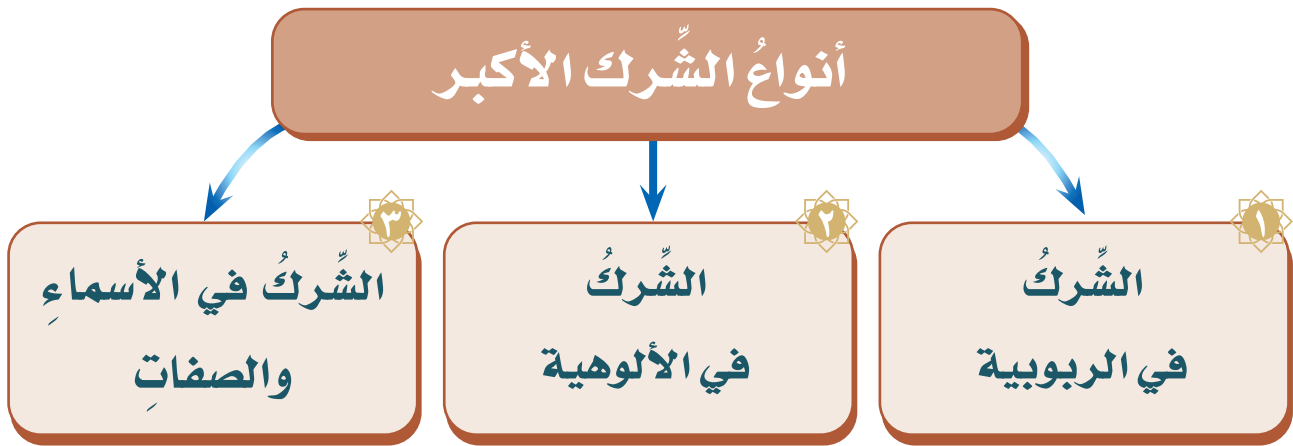 أنواعُ الشِّرك الأكبر
١
الشِّركُ
في الربوبية
٢
الشِّركُ
في الألوهية
٣
الشِّركُ في الأسماءِ
والصفاتِ